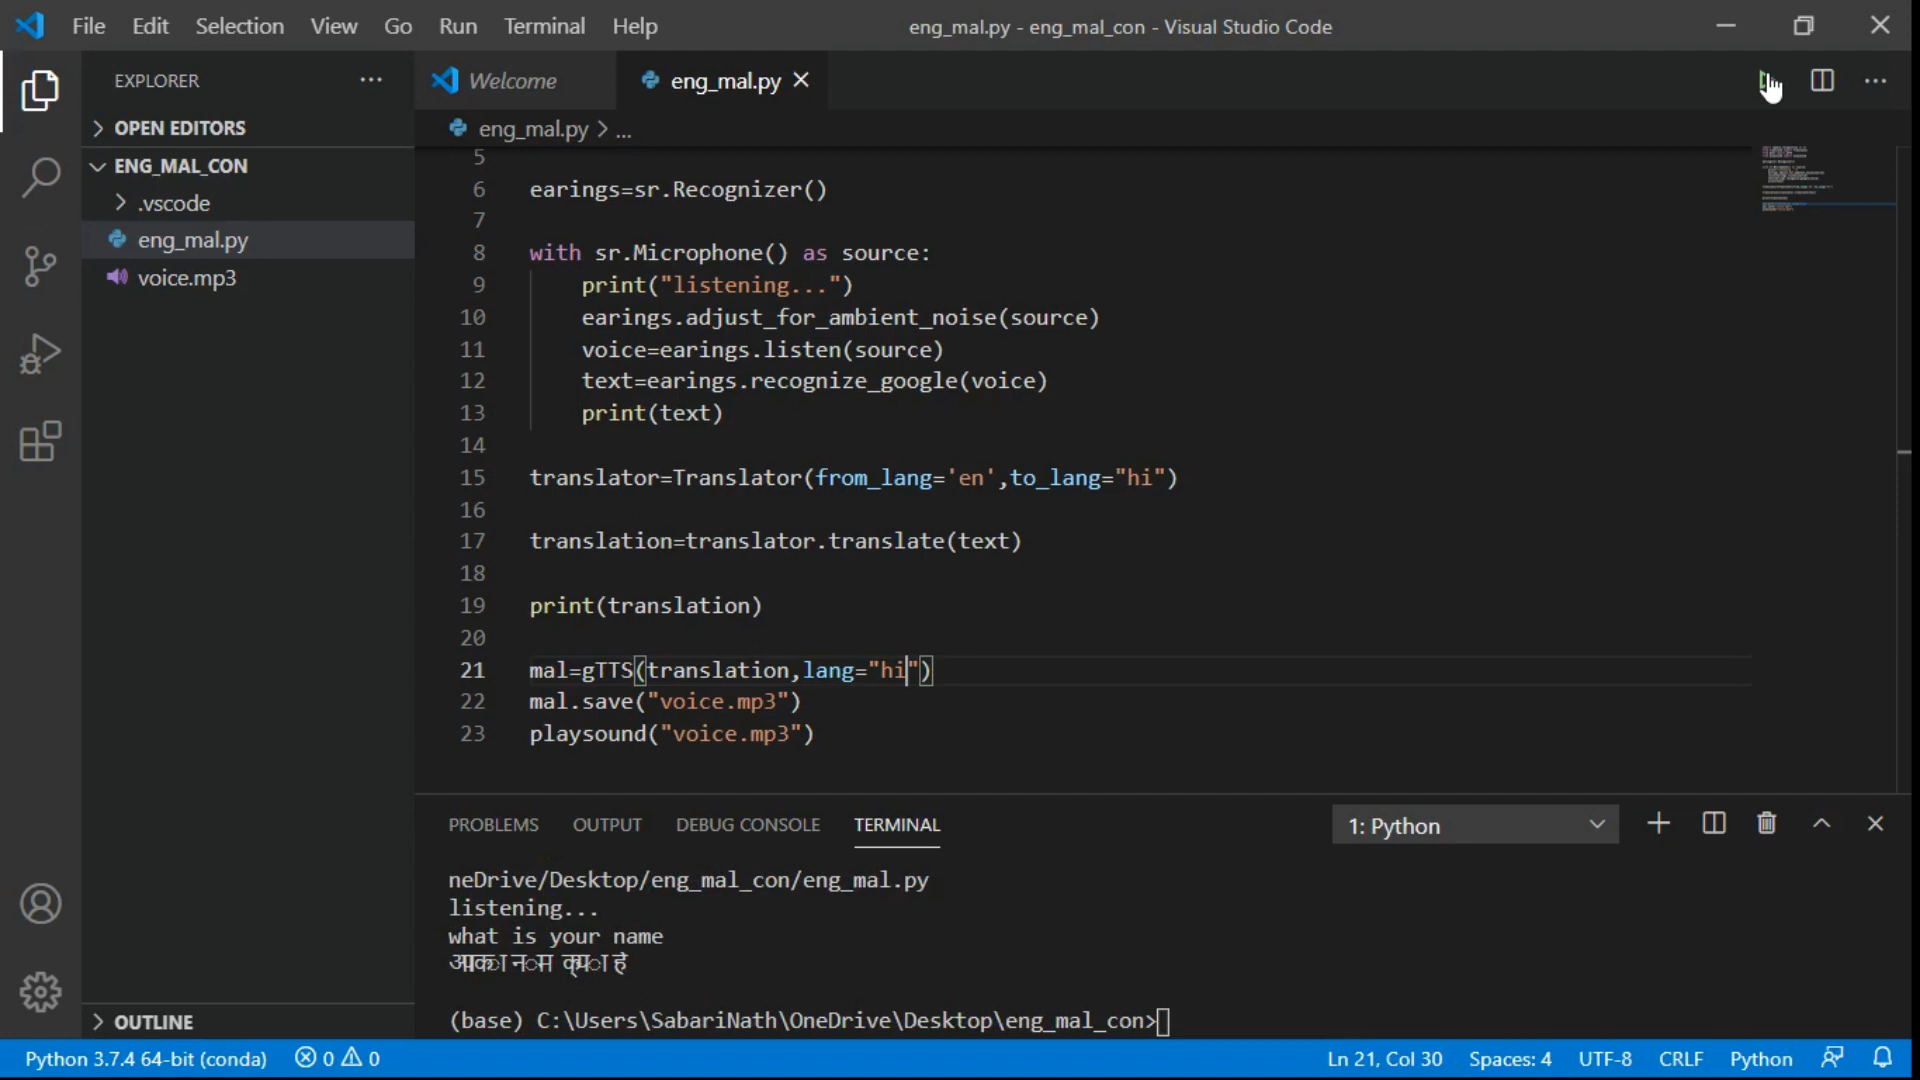 File Edit Selection View Go Run Terminal Help
eng_mal.py - eng_mal_con - Visual Studio Code
EXPLORER
Welcome
eng_mal.py
OPEN EDITORS
eng_mal.py > ...
ENG_MAL_CON
.vscode
eng_mal.py
voice.mp3
5
6 earings=sr.Recognizer()
7
8 with sr.Microphone() as source:
9 print("listening...")
10 earings.adjust_for_ambient_noise(source)
11 voice=earings.listen(source)
12 text=earings.recognize_google(voice)
13 print(text)
14
15 translator=Translator(from_lang='en',to_lang="hi")
16
17 translation=translator.translate(text)
18
19 print(translation)
20
21 mal=gTTS(translation,lang="hi")
22 mal.save("voice.mp3")
23 playsound("voice.mp3")
PROBLEMS OUTPUT DEBUG CONSOLE TERMINAL
1: Python
neDrive/Desktop/eng_mal_con/eng_mal.py
listening...
what is your name
आपका नाम क्या है
(base) C:\Users\SabariNath\OneDrive\Desktop\eng_mal_con>
OUTLINE
Python 3.7.4 64-bit (conda) 0 0
Ln 21, Col 30 Spaces: 4 UTF-8 CRLF Python